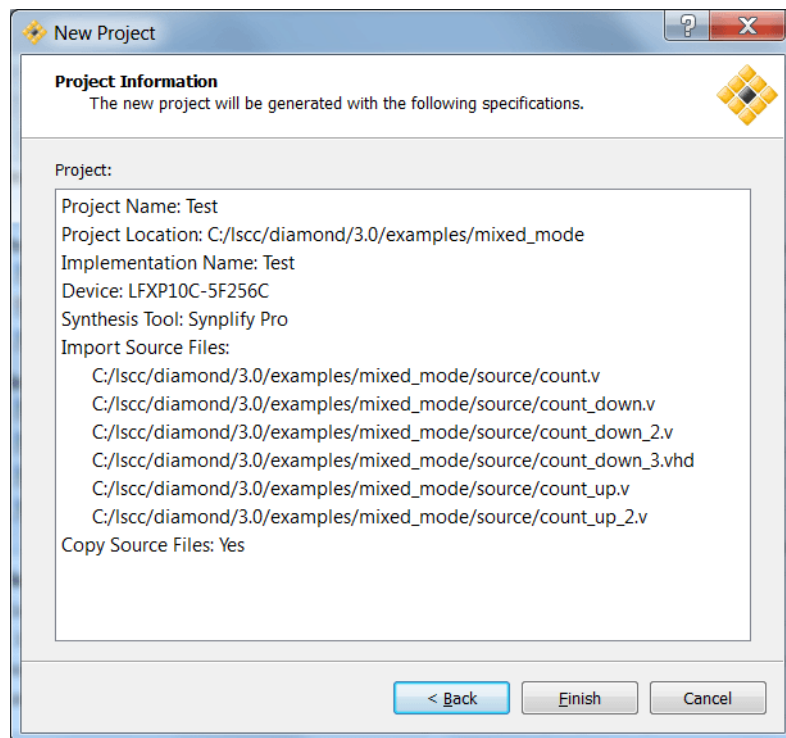 New Project
Project Information
The new project will be generated with the following specifications.
Project:
Project Name: Test
Project Location: C:/lscc/diamond/3.0/examples/mixed_mode
Implementation Name: Test
Device: LFXP10C-5F256C
Synthesis Tool: Synplify Pro
Import Source Files:
C:/lscc/diamond/3.0/examples/mixed_mode/source/count.v
C:/lscc/diamond/3.0/examples/mixed_mode/source/count_down.v
C:/lscc/diamond/3.0/examples/mixed_mode/source/count_down_2.v
C:/lscc/diamond/3.0/examples/mixed_mode/source/count_down_3.vhd
C:/lscc/diamond/3.0/examples/mixed_mode/source/count_up.v
C:/lscc/diamond/3.0/examples/mixed_mode/source/count_up_2.v
Copy Source Files: Yes
< Back Finish Cancel